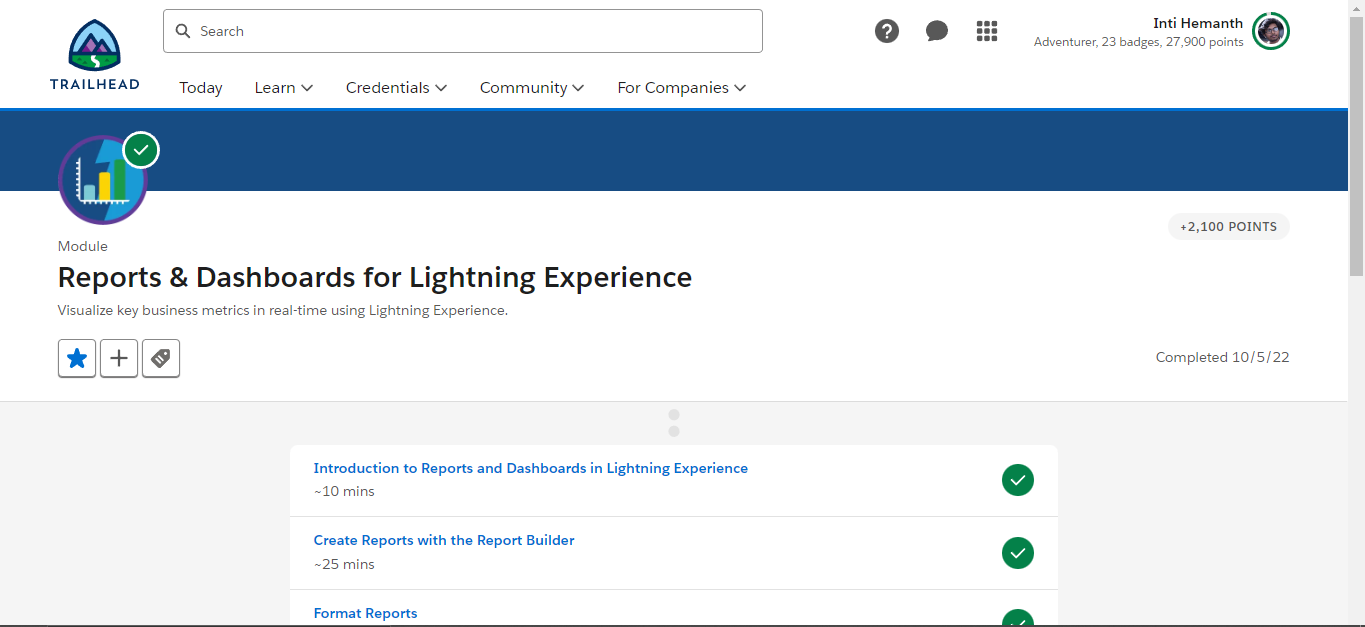 Search
Inti Hemanth
Adventurer, 23 badges, 27,900 points
TRAILHEAD
Today Learn Credentials Community For Companies
+2,100 POINTS
Module
Reports & Dashboards for Lightning Experience
Visualize key business metrics in real-time using Lightning Experience.
Completed 10/5/22
Introduction to Reports and Dashboards in Lightning Experience
~10 mins
Create Reports with the Report Builder
~25 mins
Format Reports